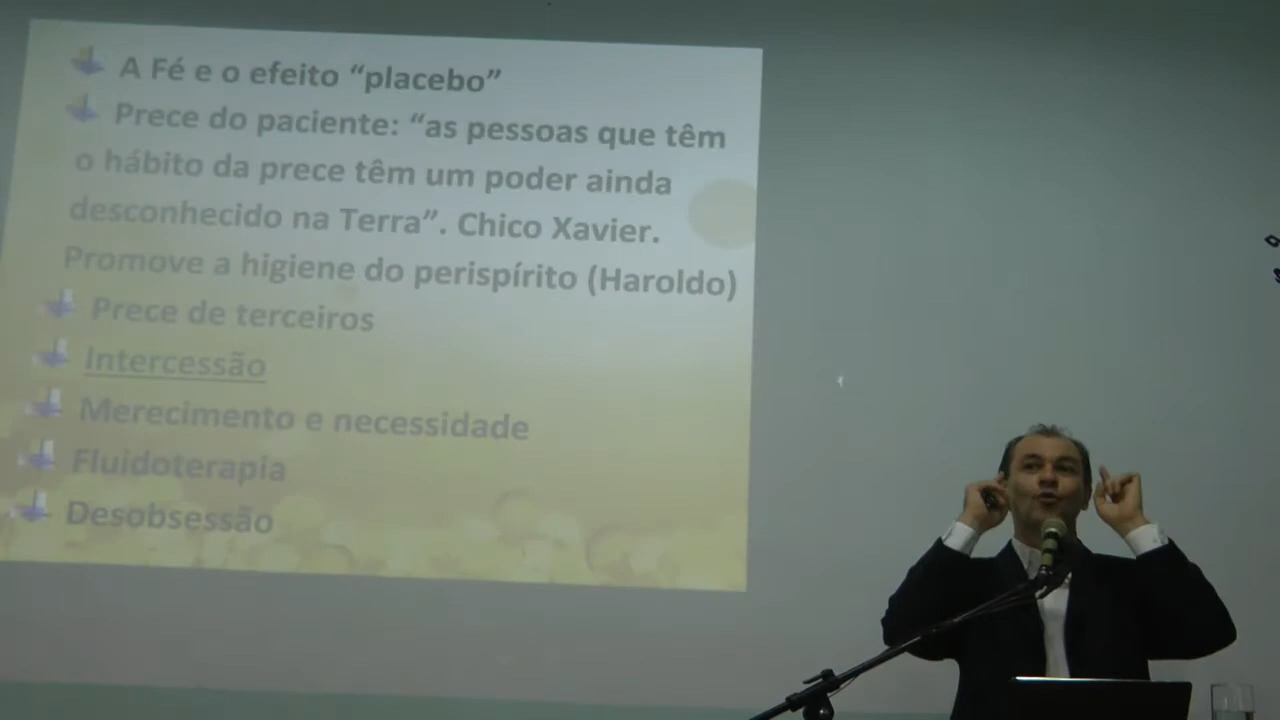 A Fé e o efeito “placebo”
Prece do paciente: “as pessoas que têm
o hábito da prece têm um poder ainda
desconhecido na Terra”. Chico Xavier.
Promove a higiene do perispírito (Haroldo)
Prece de terceiros
Intercessão
Merecimento e necessidade
Fluidoterapia
Desobsessão